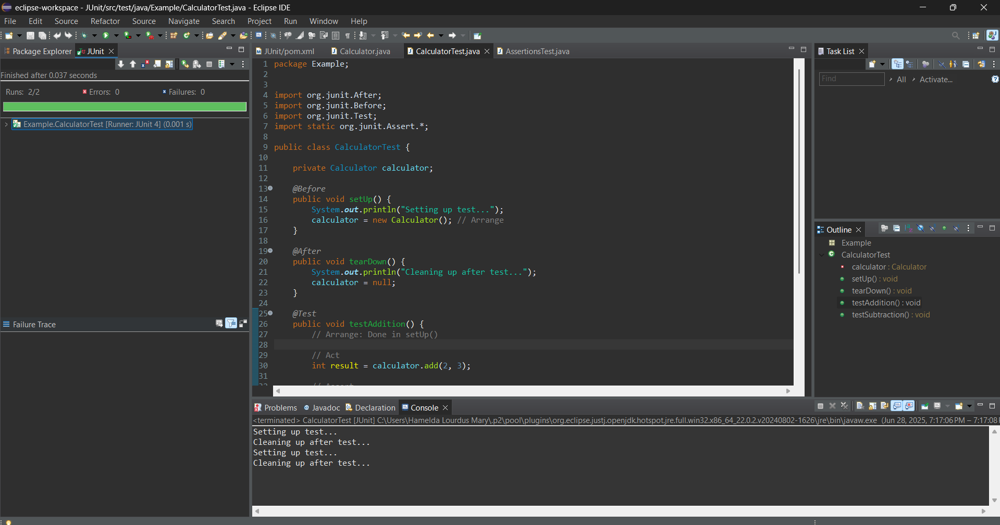 eclipse-workspace - JUnit/src/test/java/Example/CalculatorTest.java - Eclipse IDE
File Edit Source Refactor Source Navigate Search Project Run Window Help
Package Explorer
JUnit
Finished after 0.037 seconds
Runs: 2/2 Errors: 0 Failures: 0
Example.CalculatorTest [Runner: JUnit 4] (0.001 s)
Failure Trace
JUnit/pom.xml
Calculator.java
CalculatorTest.java
AssertionsTest.java
1 package Example;
2
3
4 import org.junit.After;
5 import org.junit.Before;
6 import org.junit.Test;
7 import static org.junit.Assert.*;
8
9 public class CalculatorTest {
10
11 private Calculator calculator;
12
13 @Before
14 public void setUp() {
15 System.out.println("Setting up test...");
16 calculator = new Calculator(); // Arrange
17 }
18
19 @After
20 public void tearDown() {
21 System.out.println("Cleaning up after test...");
22 calculator = null;
23 }
24
25 @Test
26 public void testAddition() {
27 // Arrange: Done in setUp()
28
29 // Act
30 int result = calculator.add(2, 3);
31
Task List
Find
All
Activate...
Outline
Example
CalculatorTest
calculator : Calculator
setUp() : void
tearDown() : void
testAddition() : void
testSubtraction() : void
Problems
@ Javadoc
Declaration
Console
<terminated> CalculatorTest [JUnit] C:\Users\Hamelda Lourdus Mary\.p2\pool\plugins\org.eclipse.justj.openjdk.hotspot.jre.full.win32.x86_64_22.0.2.v20240802-1626\jre\bin\javaw.exe (Jun 28, 2025, 7:17:06 PM – 7:17:08
Setting up test...
Cleaning up after test...
Setting up test...
Cleaning up after test...